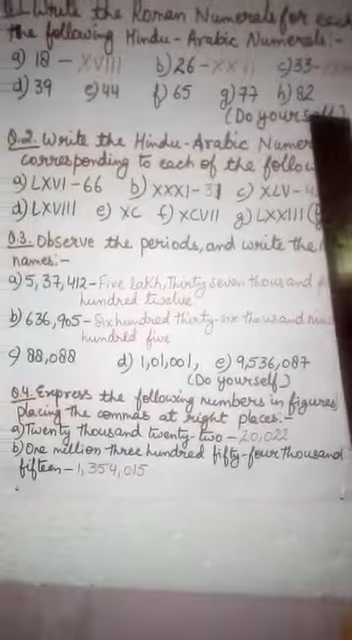 Q.1. Write the Roman Numerals for each
the following Hindu-Arabic Numerals:-
a) 18 - XVIII b) 26 - XXVI c) 33 -
d) 39 e) 44 f) 65 g) 77 h) 82
(Do yourself)
Q.2. Write the Hindu-Arabic Numer
corresponding to each of the follow
a) LXVI - 66 b) XXXI - 31 c) XLV - 4
d) LXVIII e) XC f) XCVII g) LXXIII
Q.3. Observe the periods, and write the
names:-
a) 5,37,412 - Five lakh, Thirty seven thousand
hundred twelve
b) 636,905 - Six hundred thirty-six thousand
hundred five
c) 88,088 d) 1,01,001, e) 9,536,087
(Do yourself)
Q.4. Express the following numbers in figures
placing the commas at right places:-
a) Twenty thousand twenty-two - 20,022
b) One million three hundred fifty-four thousand
fifteen - 1,354,015